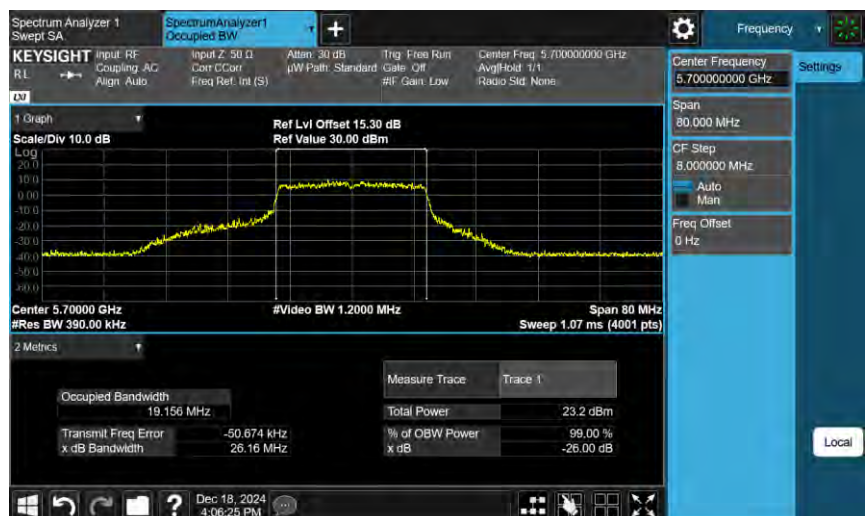 Spectrum Analyzer 1
Swept SA
SpectrumAnalyzer1
Occupied BW
+
Frequency
KEYSIGHT
RL
LXI
Input: RF
Coupling: AC
Align: Auto
Input Z: 50 Ω
Corr CCorr
Freq Ref: Int (S)
Atten: 30 dB
µW Path: Standard
Trig: Free Run
Gate: Off
#IF Gain: Low
Center Freq: 5.700000000 GHz
Avg|Hold: 1/1
Radio Std: None
Center Frequency
5.700000000 GHz
Settings
Span
80.000 MHz
CF Step
8.000000 MHz
Auto
Man
Freq Offset
0 Hz
1 Graph
Scale/Div 10.0 dB
Ref Lvl Offset 15.30 dB
Ref Value 30.00 dBm
Log
20.0
10.0
0.00
-10.0
-20.0
-30.0
-40.0
-50.0
-60.0
Center 5.70000 GHz
#Res BW 390.00 kHz
#Video BW 1.2000 MHz
Span 80 MHz
Sweep 1.07 ms (4001 pts)
2 Metrics
Measure Trace Trace 1
Occupied Bandwidth
19.156 MHz
Total Power 23.2 dBm
Transmit Freq Error -50.674 kHz
% of OBW Power 99.00 %
x dB Bandwidth 26.16 MHz
x dB -26.00 dB
Local
?
Dec 18, 2024
4:06:25 PM